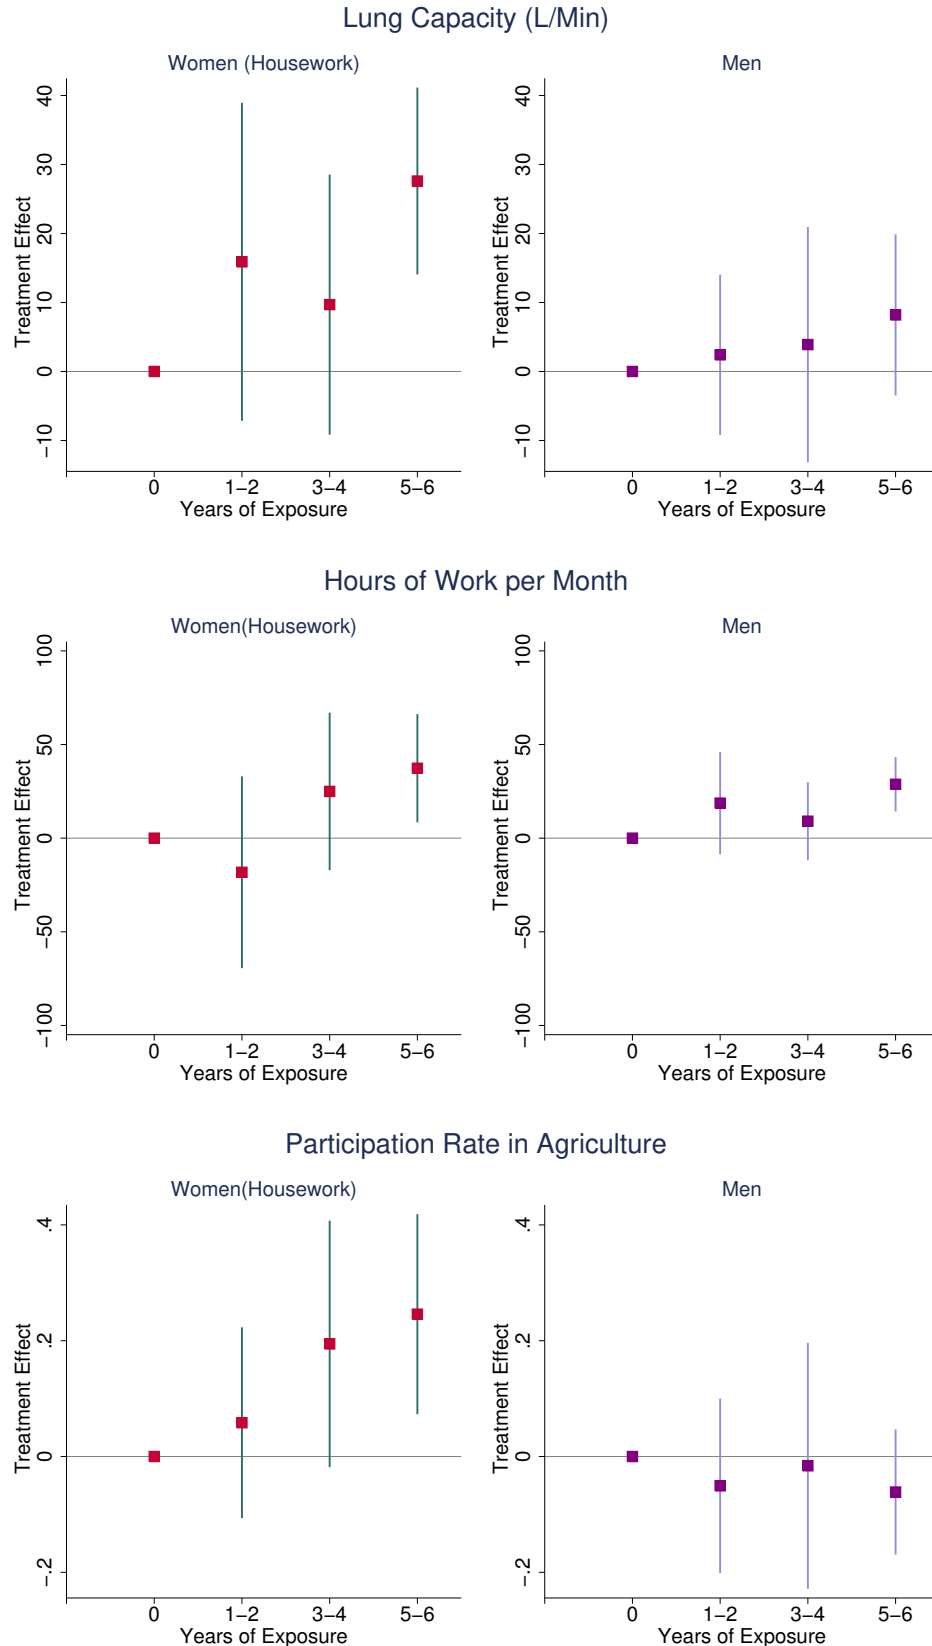 Lung Capacity (L/Min)
Women (Housework)
Men
Treatment Effect
40
30
20
10
0
−10
0 1−2 3−4 5−6
Years of Exposure
Treatment Effect
40
30
20
10
0
−10
0 1−2 3−4 5−6
Years of Exposure
Hours of Work per Month
Women(Housework)
Men
Treatment Effect
100
50
0
−50
−100
0 1−2 3−4 5−6
Years of Exposure
Treatment Effect
100
50
0
−50
−100
0 1−2 3−4 5−6
Years of Exposure
Participation Rate in Agriculture
Women(Housework)
Men
Treatment Effect
.4
.2
0
−.2
0 1−2 3−4 5−6
Years of Exposure
Treatment Effect
.4
.2
0
−.2
0 1−2 3−4 5−6
Years of Exposure